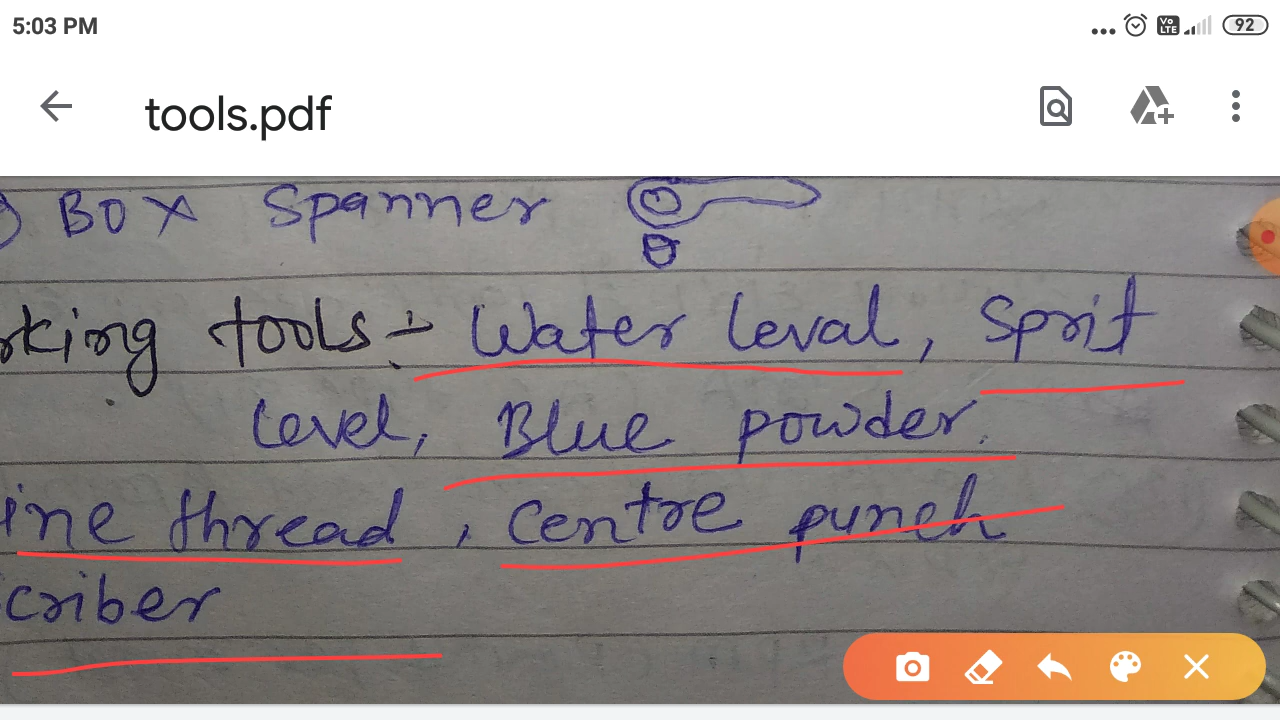 5:03 PM
VoLTE 92
tools.pdf
Box Spanner
rking tools:- Water leval, Sprit
level, Blue powder.
ine thread, Centre punch
criber